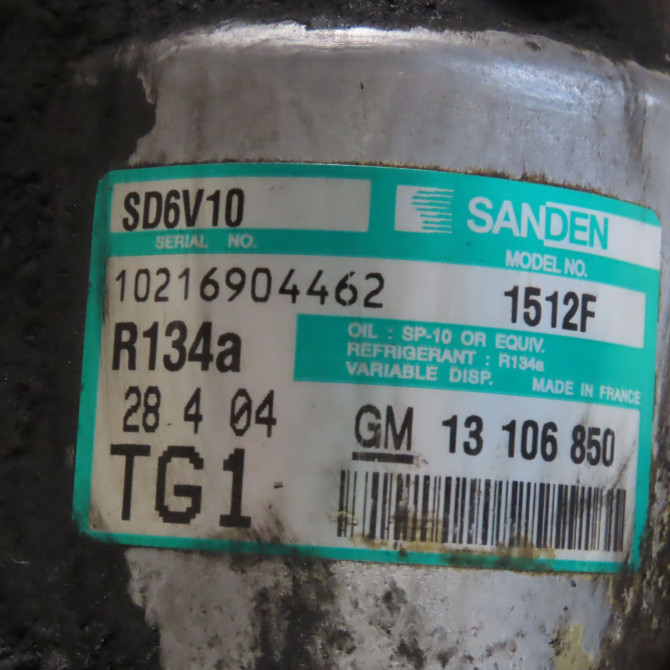 SD6V10
SANDEN
SERIAL NO.
MODEL NO.
10216904462
1512F
R134a
OIL : SP-10 OR EQUIV.
REFRIGERANT : R134a
VARIABLE DISP. MADE IN FRANCE
28 4 04
GM 13 106 850
TG1